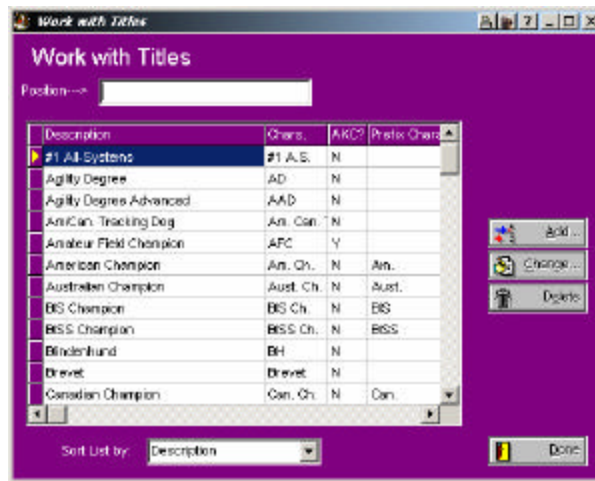 Work with Titles
Work with Titles
Position--->
Description Chars. AKC? Prefix Chara
#1 All-Systems #1 A.S. N
Agility Degree AD N
Agility Degree Advanced AAD N
Am/Can. Tracking Dog Am. Can. T N
Amateur Field Champion AFC Y
American Champion Am. Ch. N Am.
Australian Champion Aust. Ch. N Aust.
BIS Champion BIS Ch. N BIS
BISS Champion BISS Ch. N BISS
Blindenhund BH N
Brevet Brevet N
Canadian Champion Can. Ch. N Can.
Add ...
Change ...
Delete
Sort List by: Description
Done